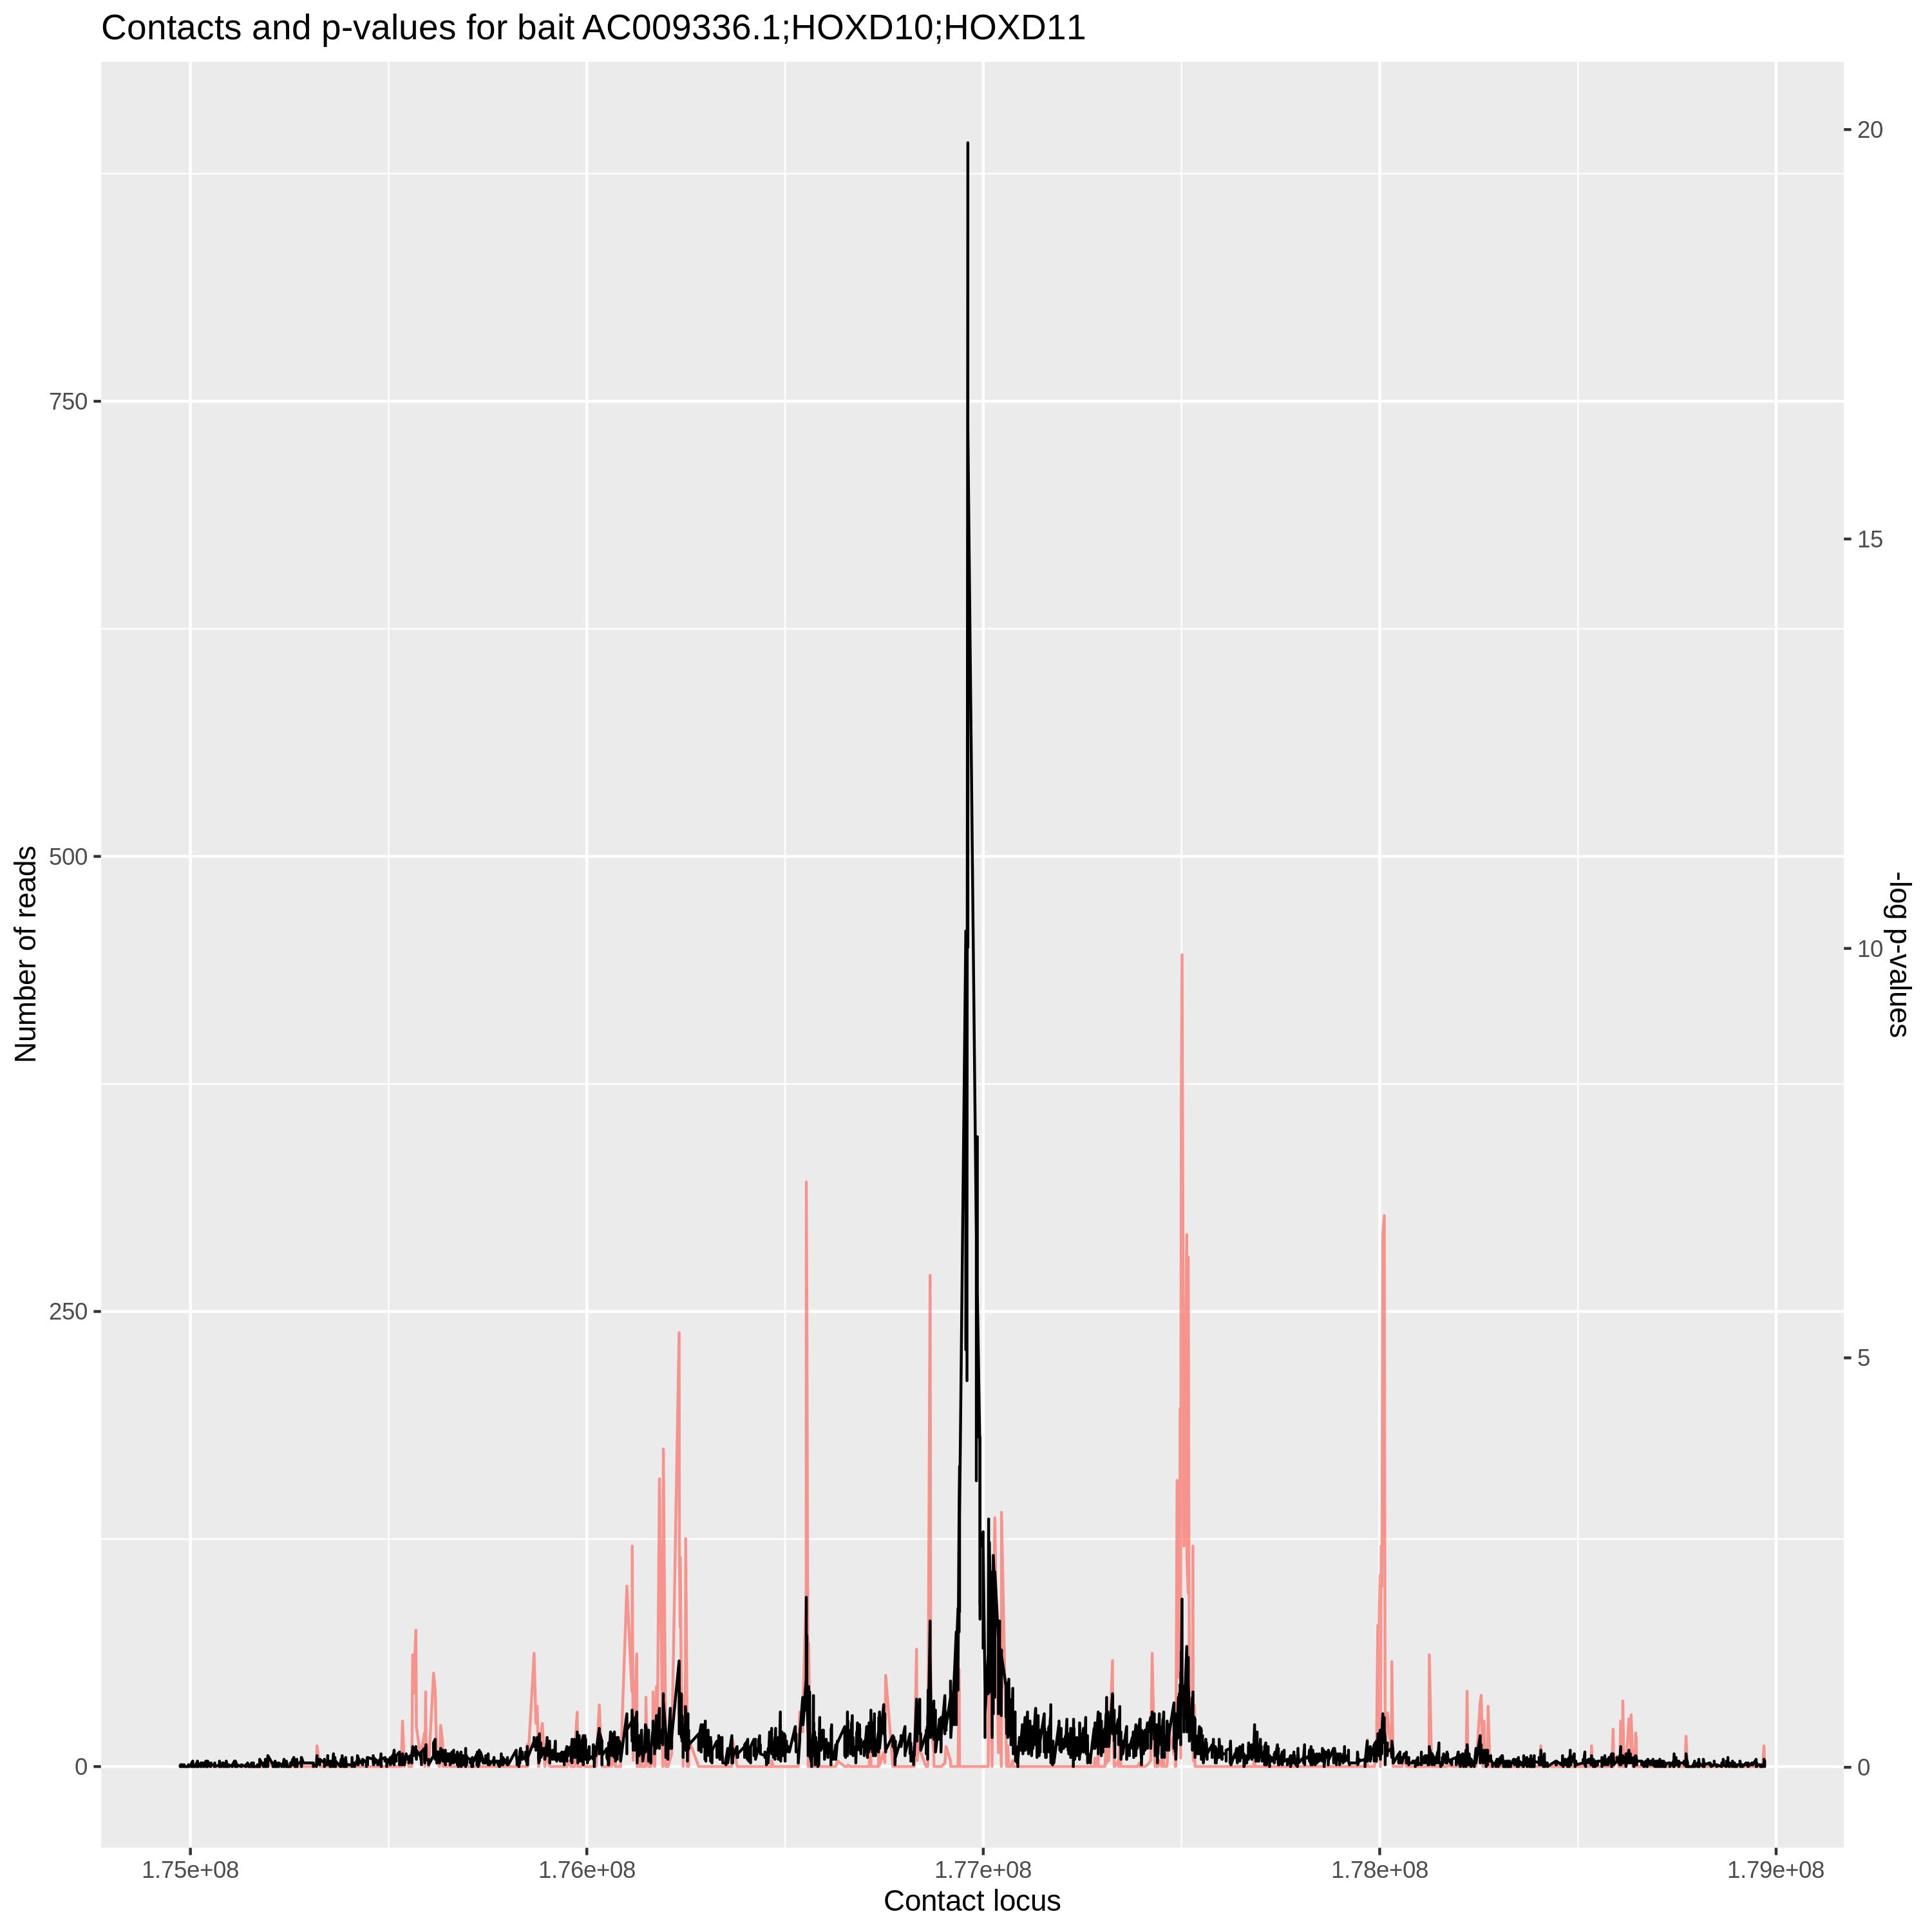 Contacts and p-values for bait AC009336.1;HOXD10;HOXD11
Number of reads
750
500
250
0
20
15
10
5
0
-log p-values
1.75e+08
1.76e+08
1.77e+08
1.78e+08
1.79e+08
Contact locus